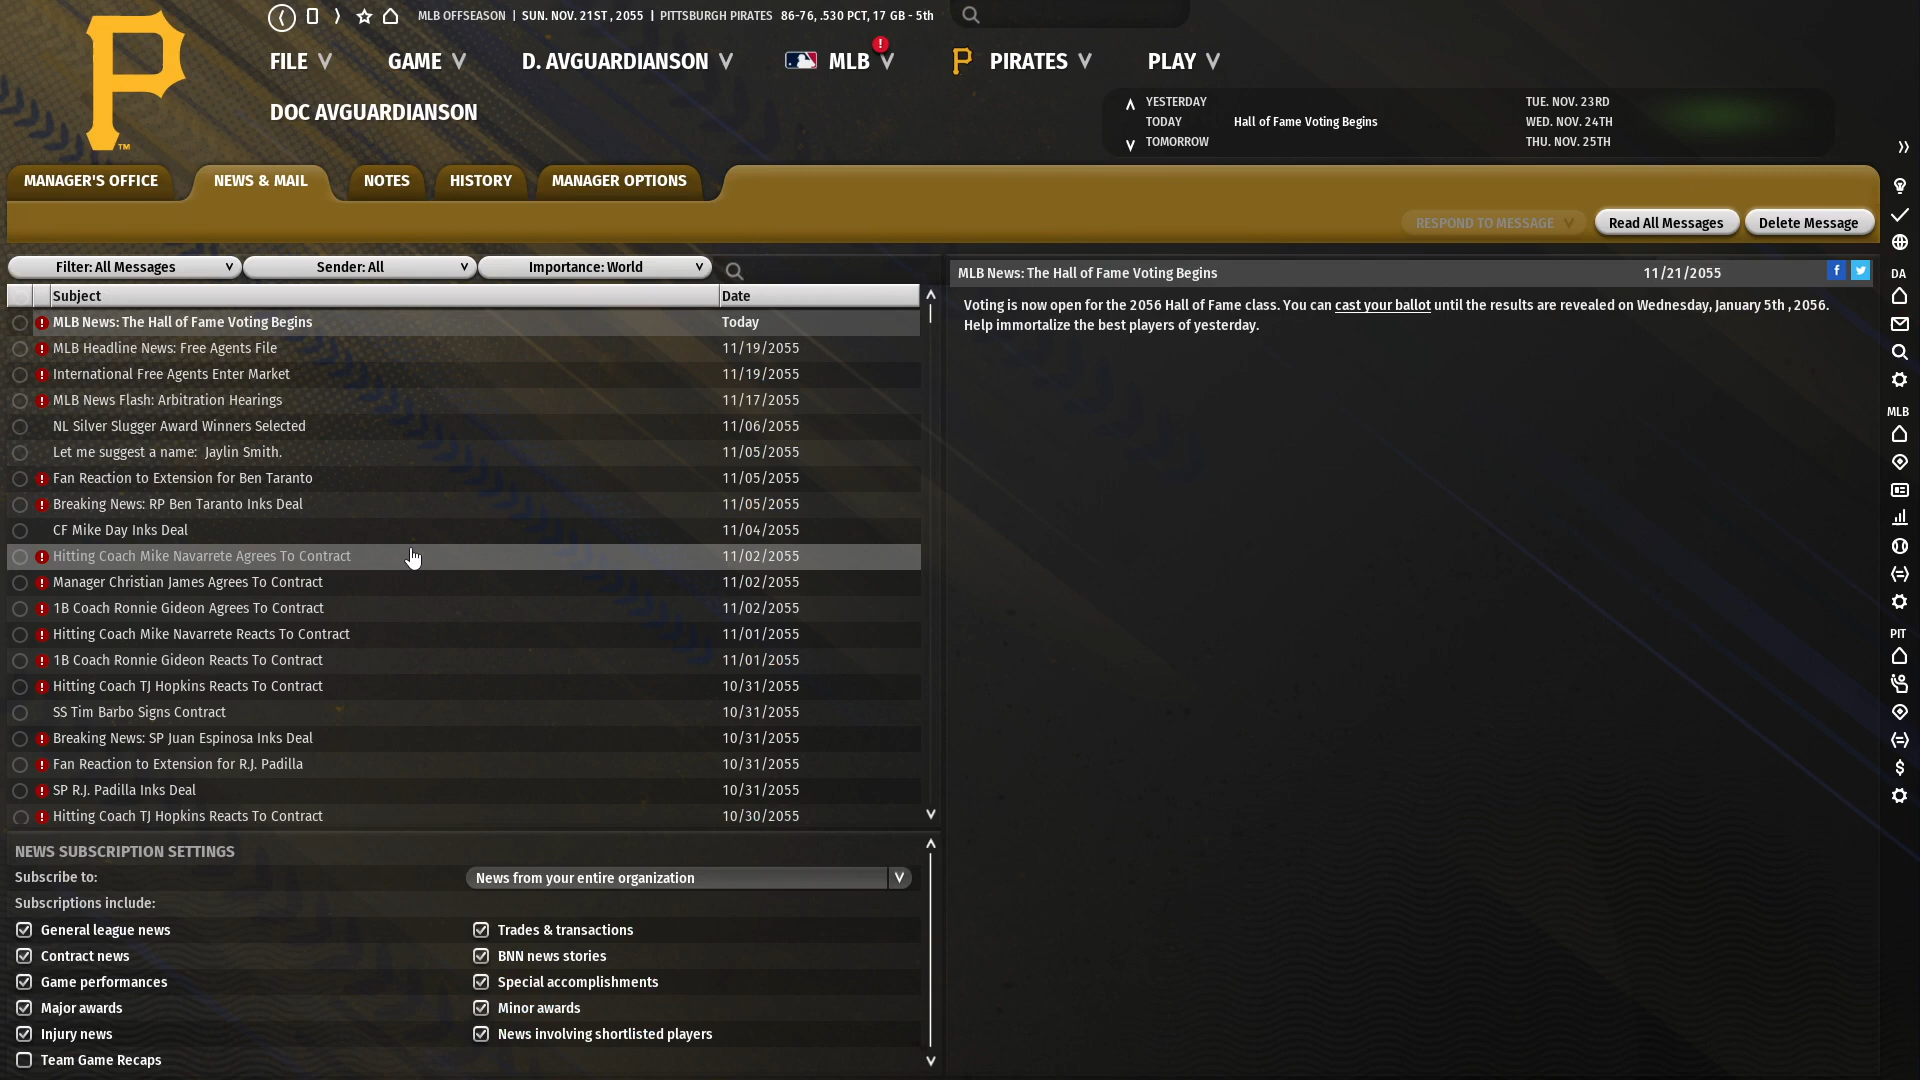 MLB OFFSEASON | SUN. NOV. 21ST , 2055 | PITTSBURGH PIRATES 86-76, .530 PCT, 17 GB - 5th
FILE GAME D. AVGUARDIANSON MLB PIRATES PLAY
DOC AVGUARDIANSON
YESTERDAY TUE. NOV. 23RD
TODAY Hall of Fame Voting Begins WED. NOV. 24TH
TOMORROW THU. NOV. 25TH
MANAGER'S OFFICE NEWS & MAIL NOTES HISTORY MANAGER OPTIONS
RESPOND TO MESSAGE Read All Messages Delete Message
Filter: All Messages Sender: All Importance: World
Subject Date
MLB News: The Hall of Fame Voting Begins Today
MLB Headline News: Free Agents File 11/19/2055
International Free Agents Enter Market 11/19/2055
MLB News Flash: Arbitration Hearings 11/17/2055
NL Silver Slugger Award Winners Selected 11/06/2055
Let me suggest a name: Jaylin Smith. 11/05/2055
Fan Reaction to Extension for Ben Taranto 11/05/2055
Breaking News: RP Ben Taranto Inks Deal 11/05/2055
CF Mike Day Inks Deal 11/04/2055
Hitting Coach Mike Navarrete Agrees To Contract 11/02/2055
Manager Christian James Agrees To Contract 11/02/2055
1B Coach Ronnie Gideon Agrees To Contract 11/02/2055
Hitting Coach Mike Navarrete Reacts To Contract 11/01/2055
1B Coach Ronnie Gideon Reacts To Contract 11/01/2055
Hitting Coach TJ Hopkins Reacts To Contract 10/31/2055
SS Tim Barbo Signs Contract 10/31/2055
Breaking News: SP Juan Espinosa Inks Deal 10/31/2055
Fan Reaction to Extension for R.J. Padilla 10/31/2055
SP R.J. Padilla Inks Deal 10/31/2055
Hitting Coach TJ Hopkins Reacts To Contract 10/30/2055
NEWS SUBSCRIPTION SETTINGS
Subscribe to: News from your entire organization
Subscriptions include:
General league news Trades & transactions
Contract news BNN news stories
Game performances Special accomplishments
Major awards Minor awards
Injury news News involving shortlisted players
Team Game Recaps
MLB News: The Hall of Fame Voting Begins 11/21/2055
Voting is now open for the 2056 Hall of Fame class. You can cast your ballot until the results are revealed on Wednesday, January 5th , 2056.
Help immortalize the best players of yesterday.
DA
MLB
PIT